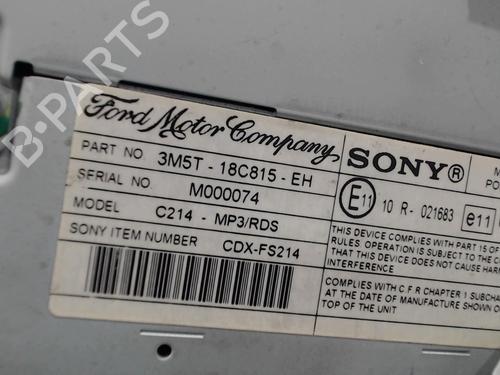 B-PARTS
Ford Motor Company
PART NO. 3M5T - 18C815 - EH
SERIAL NO. M000074
MODEL C214 - MP3/RDS
SONY ITEM NUMBER CDX-FS214
SONY®
E11 10 R - 021683 e11
THIS DEVICE COMPLIES WITH PART 15 OF
RULES. OPERATION IS SUBJECT TO THE
THAT THIS DEVICE DOES NOT CAUSE HAR
INTERFERENCE
COMPLIES WITH C.F.R CHAPTER 1 SUBCHA
DATE OF MANUFACTURE SHOWN
TOP OF THE UNIT